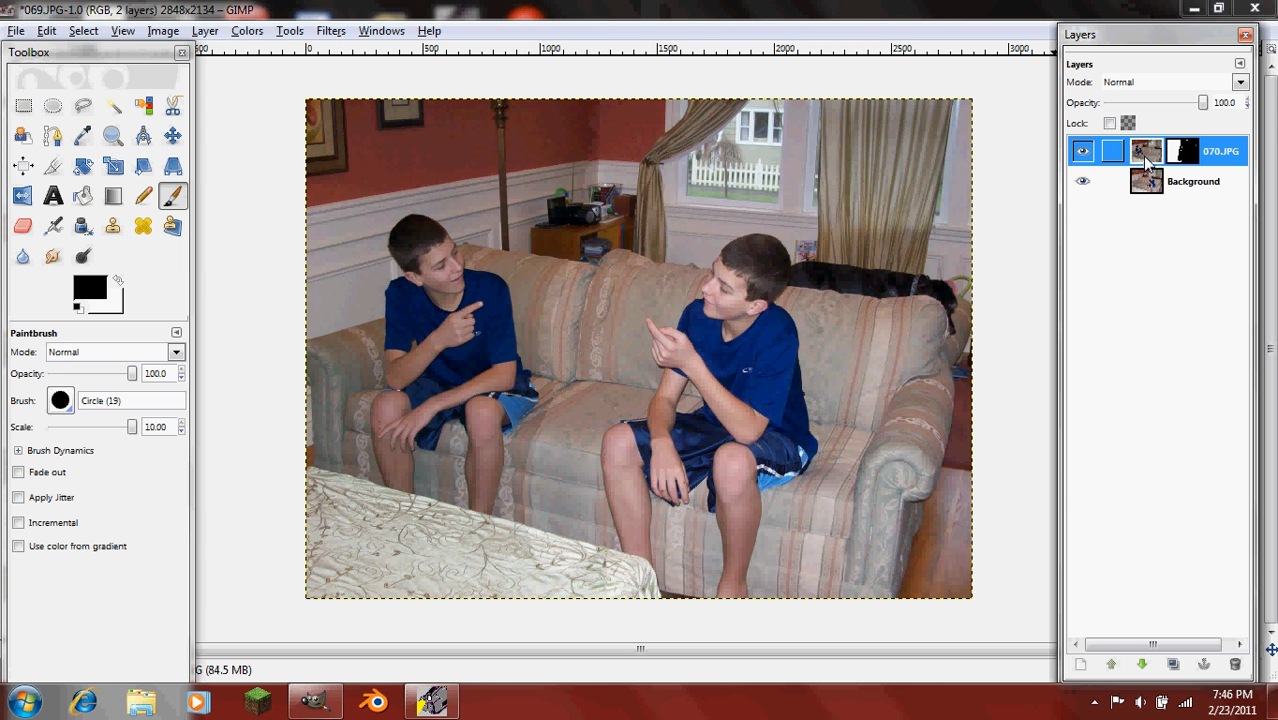 *069.JPG-1.0 (RGB, 2 layers) 2848x2134 – GIMP
File Edit Select View Image Layer Colors Tools Filters Windows Help
Toolbox
500 0 500 1000 1500 2000 2500 3000
Layers
Layers
Mode: Normal
Opacity: 100.0
Lock:
070.JPG
Background
Paintbrush
Mode: Normal
Opacity: 100.0
Brush: Circle (19)
Scale: 10.00
Brush Dynamics
Fade out
Apply Jitter
Incremental
Use color from gradient
G (84.5 MB)
7:46 PM
2/23/2011